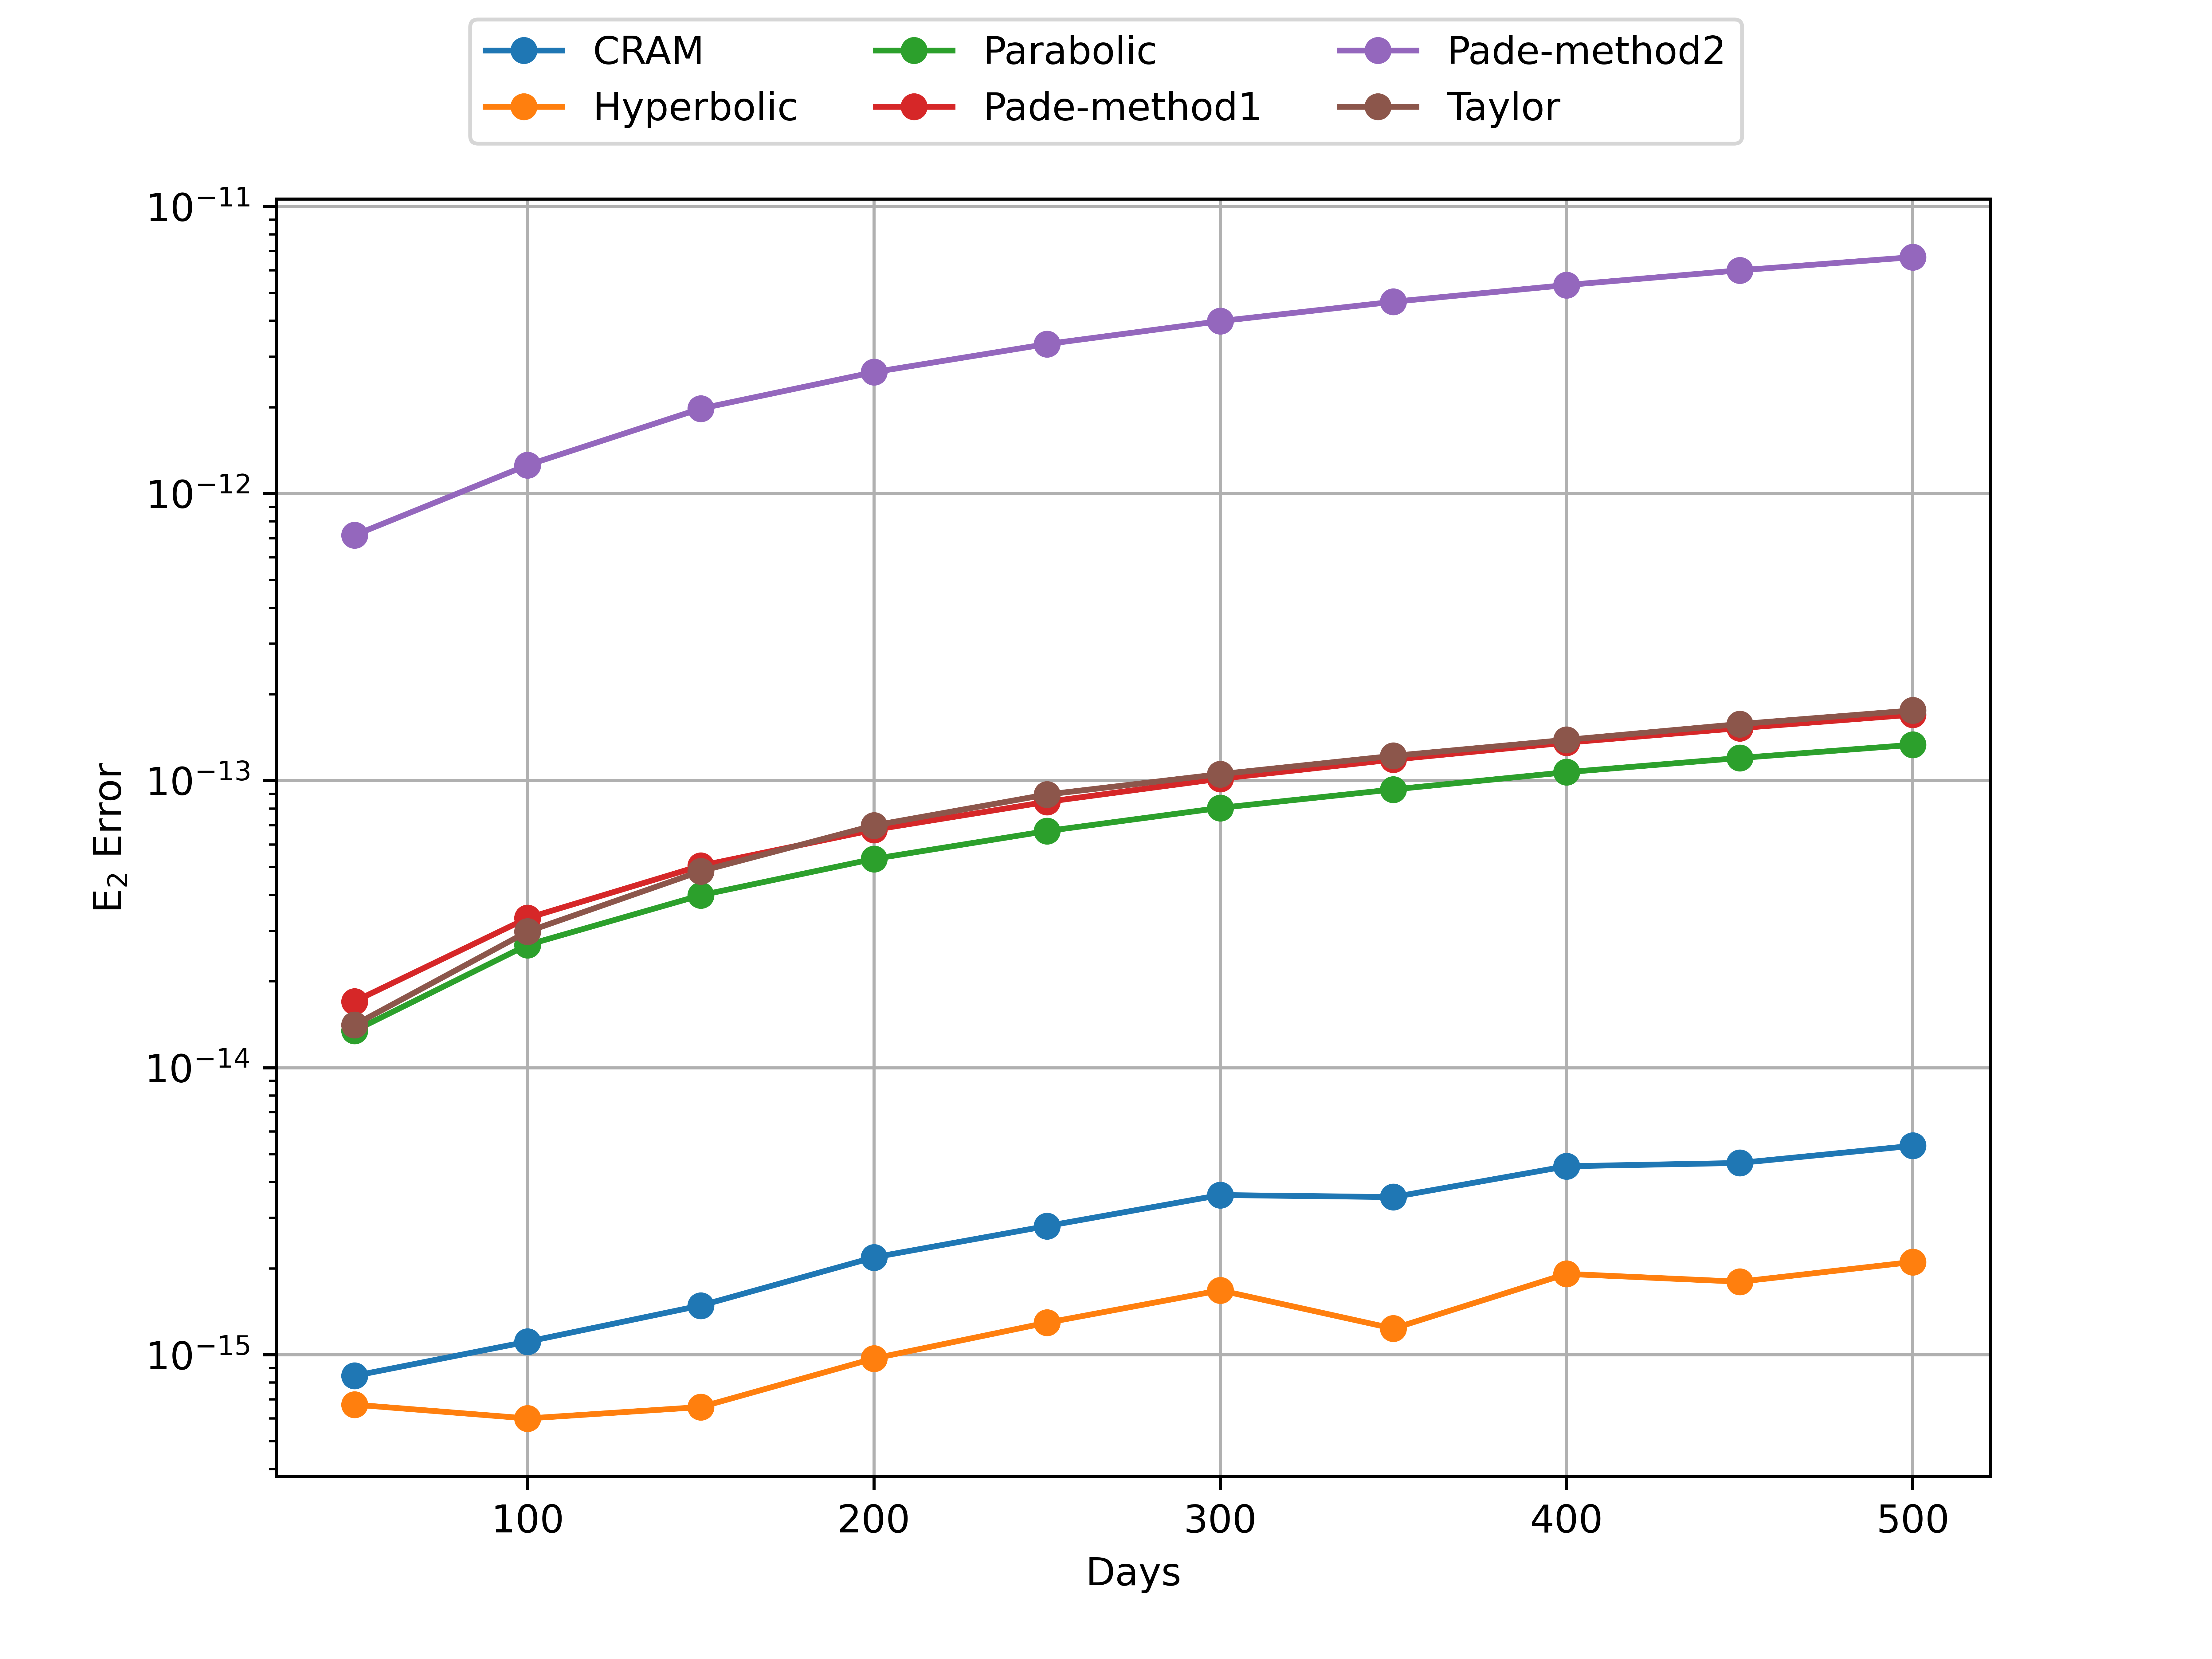 CRAM Parabolic Pade-method2
Hyperbolic Pade-method1 Taylor
10⁻¹¹
10⁻¹²
10⁻¹³
10⁻¹⁴
10⁻¹⁵
E₂ Error
100 200 300 400 500
Days